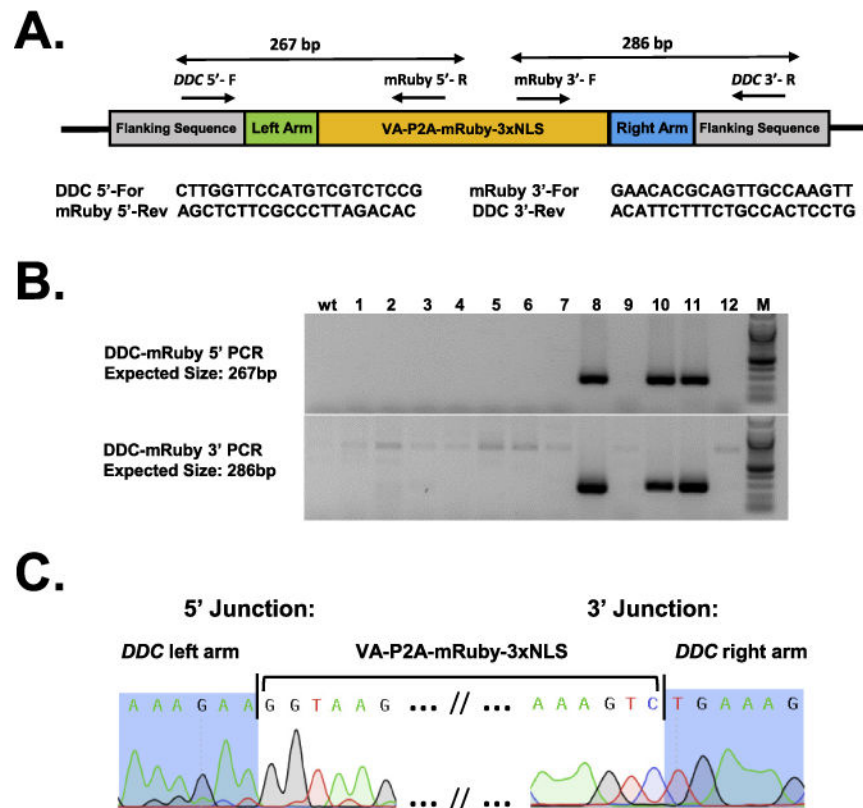 A.
267 bp 286 bp
DDC 5’- F mRuby 5’- R mRuby 3’- F DDC 3’- R
Flanking Sequence Left Arm VA-P2A-mRuby-3xNLS Right Arm Flanking Sequence
DDC 5’-For CTTGGTTCCATGTCGTCTCCG mRuby 3’-For GAACACGCAGTTGCCAAGTT
mRuby 5’-Rev AGCTCTTCGCCCTTAGACAC DDC 3’-Rev ACATTCTTTCTGCCACTCCTG
B.
wt 1 2 3 4 5 6 7 8 9 10 11 12 M
DDC-mRuby 5’ PCR
Expected Size: 267bp
DDC-mRuby 3’ PCR
Expected Size: 286bp
C.
5’ Junction: 3’ Junction:
DDC left arm VA-P2A-mRuby-3xNLS DDC right arm
A A A G A A G G T A A G ... // ... A A A G T C T G A A A G